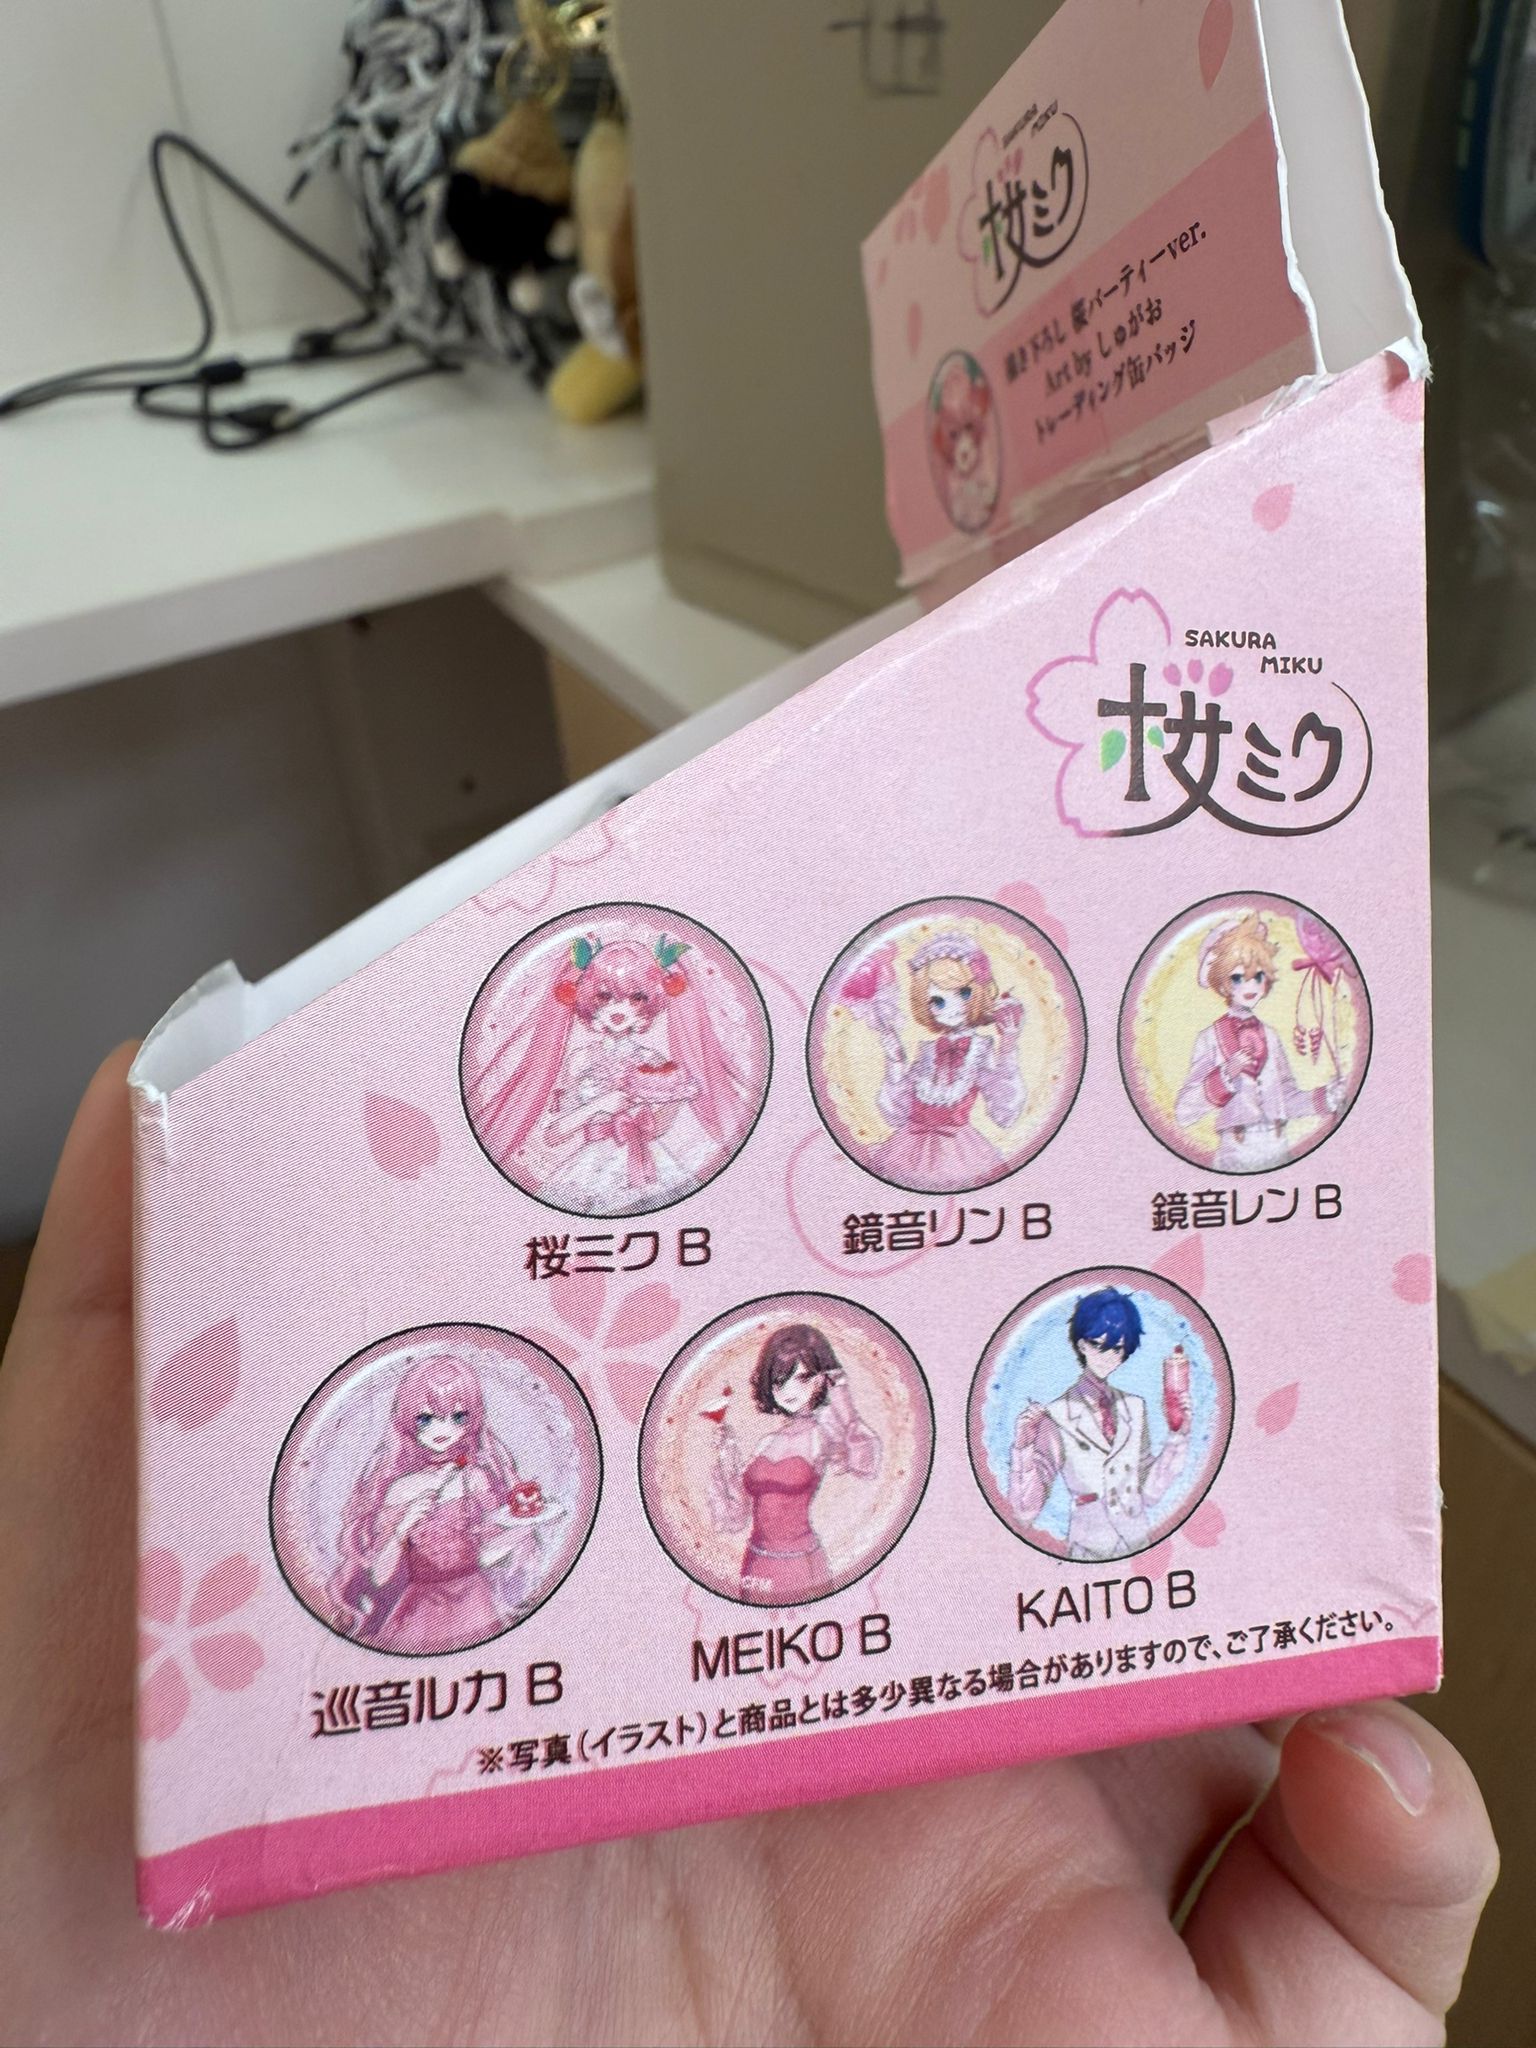 SAKURA
MIKU
桜ミク
描き下ろし 桜パーティーver.
Art by しゅがお
トレーディング缶バッジ
SAKURA
MIKU
桜ミク
桜ミク B
鏡音リン B
鏡音レン B
巡音ルカ B
MEIKO B
KAITO B
※写真(イラスト)と商品とは多少異なる場合がありますので、ご了承ください。